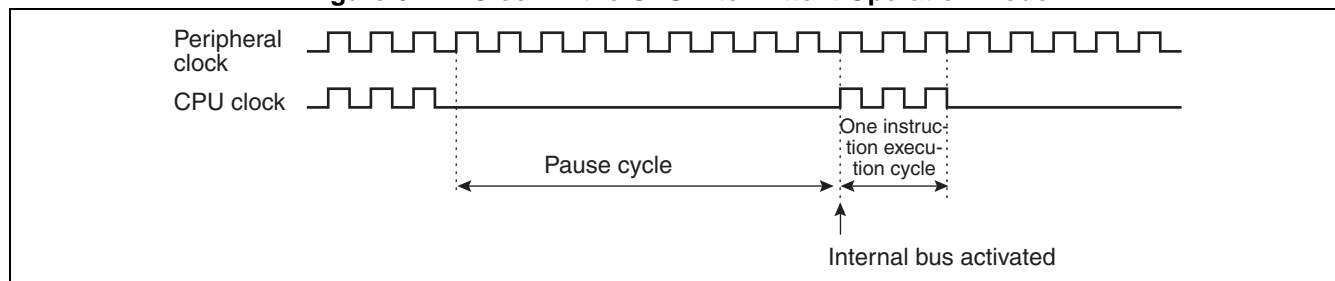 Peripheral
clock
CPU clock
One instruc-
tion execu-
tion cycle
Pause cycle
Internal bus activated